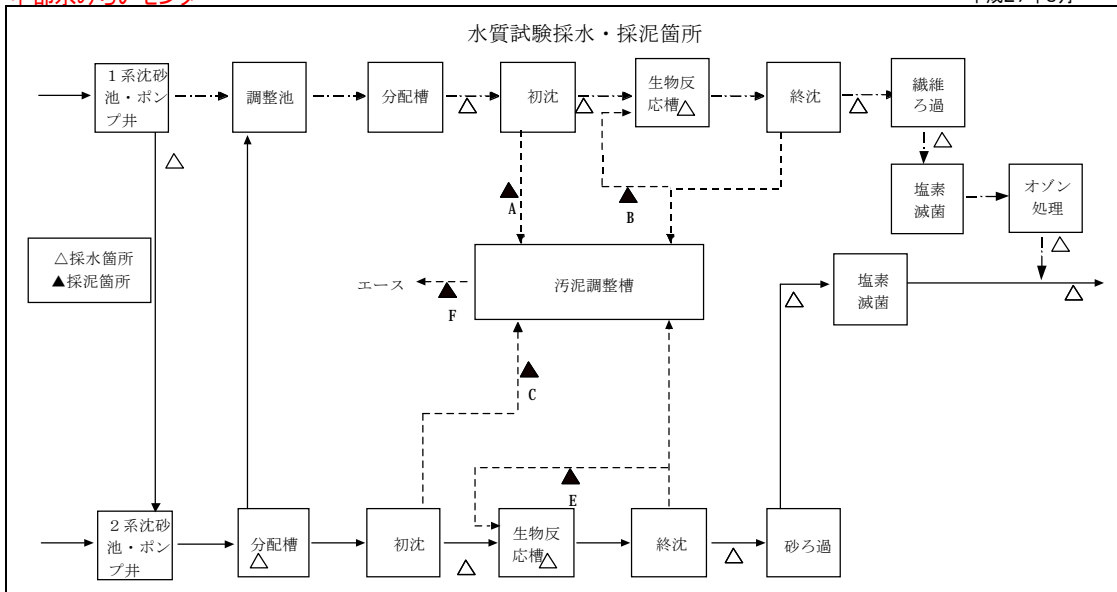 水質試験採水・採泥箇所
１系沈砂
池・ポン
プ井
調整池
分配槽
△
初沈
△
生物反
応槽△
終沈
△
繊維
ろ過
△
△
塩素
滅菌
オゾン
処理
△
▲
A
▲
B
△採水箇所
▲採泥箇所
エース
▲
F
汚泥調整槽
△
塩素
滅菌
△
▲
C
▲
E
２系沈砂
池・ポン
プ井
分配槽
△
初沈
△
生物反
応槽△
終沈
△
砂ろ過